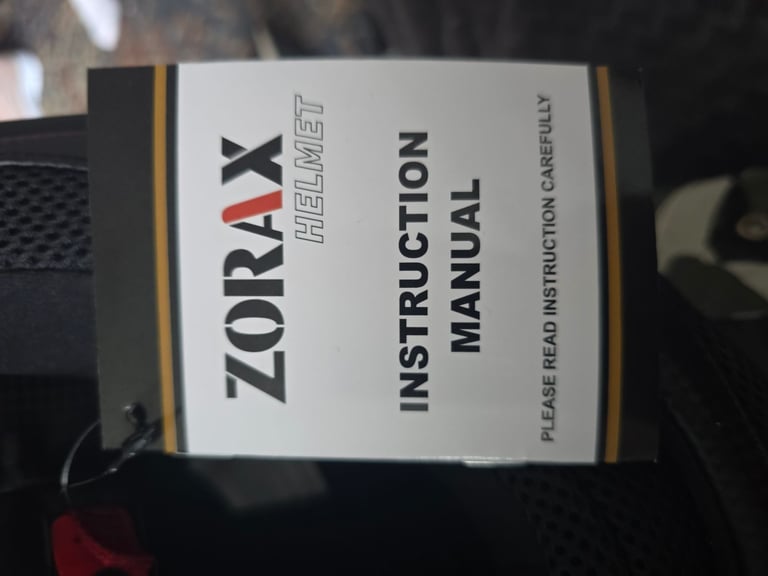 ZORAX
HELMET
INSTRUCTION
MANUAL
PLEASE READ INSTRUCTION CAREFULLY